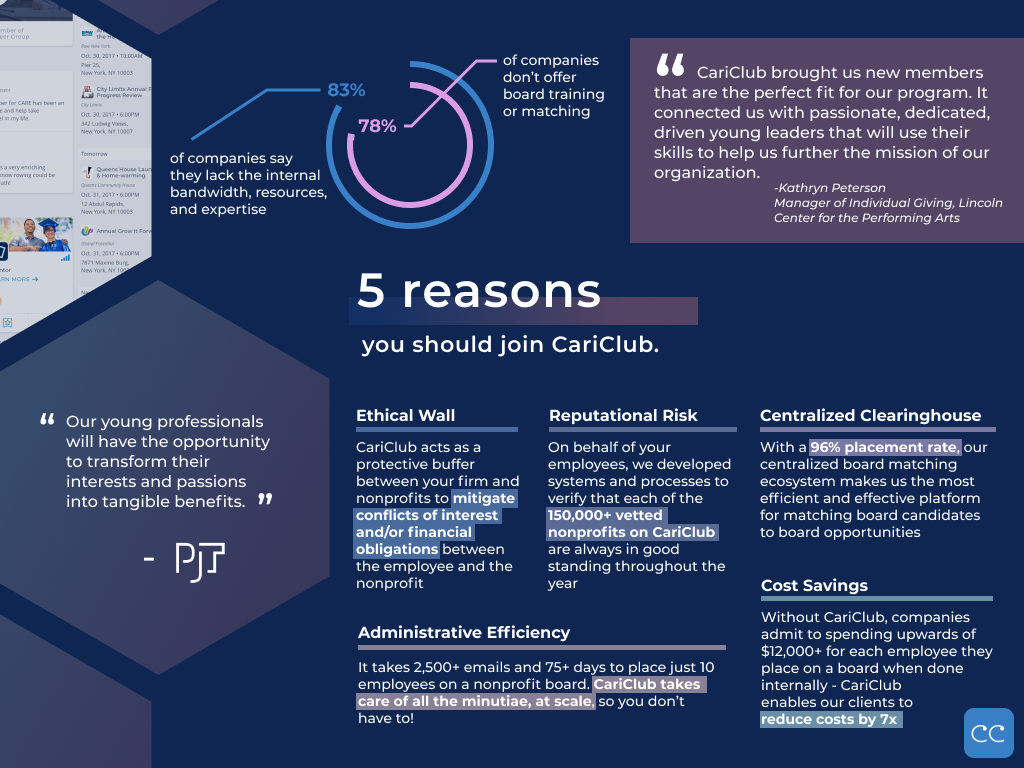 ember of
eer Group
the Ho
New New York
Oct. 30, 2017 • 10:00AM
Pier 25,
New York, NY 10003
City Limits Annual F
Progress Review
City Limits
Oct. 30, 2017 • 6:00PM
342 Ludwig Views,
New York, NY 10007
er for CARE has been an
e and help take
et in my life.
Tomorrow
Queens House Laun
& Home-warming
Queens Community House
Oct. 31, 2017 • 6:00PM
12 Abdul Rapids,
New York, NY 10003
s a very enriching
know rowing could be
uth!
Annual Grow It Forw
Global Potential
Oct. 31, 2017 • 6:00PM
7871 Maxine Burg,
New York, NY 100
ntor
ARN MORE →
83%
of companies say
they lack the internal
bandwidth, resources,
and expertise
78%
of companies
don't offer
board training
or matching
“ CariClub brought us new members
that are the perfect fit for our program. It
connected us with passionate, dedicated,
driven young leaders that will use their
skills to help us further the mission of our
organization.
-Kathryn Peterson
Manager of Individual Giving, Lincoln
Center for the Performing Arts
5 reasons
you should join CariClub.
“ Our young professionals
will have the opportunity
to transform their
interests and passions
into tangible benefits. ”
- PJT
Ethical Wall
CariClub acts as a
protective buffer
between your firm and
nonprofits to mitigate
conflicts of interest
and/or financial
obligations between
the employee and the
nonprofit
Reputational Risk
On behalf of your
employees, we developed
systems and processes to
verify that each of the
150,000+ vetted
nonprofits on CariClub
are always in good
standing throughout the
year
Centralized Clearinghouse
With a 96% placement rate, our
centralized board matching
ecosystem makes us the most
efficient and effective platform
for matching board candidates
to board opportunities
Administrative Efficiency
It takes 2,500+ emails and 75+ days to place just 10
employees on a nonprofit board. CariClub takes
care of all the minutiae, at scale, so you don't
have to!
Cost Savings
Without CariClub, companies
admit to spending upwards of
$12,000+ for each employee they
place on a board when done
internally - CariClub
enables our clients to
reduce costs by 7x
CC